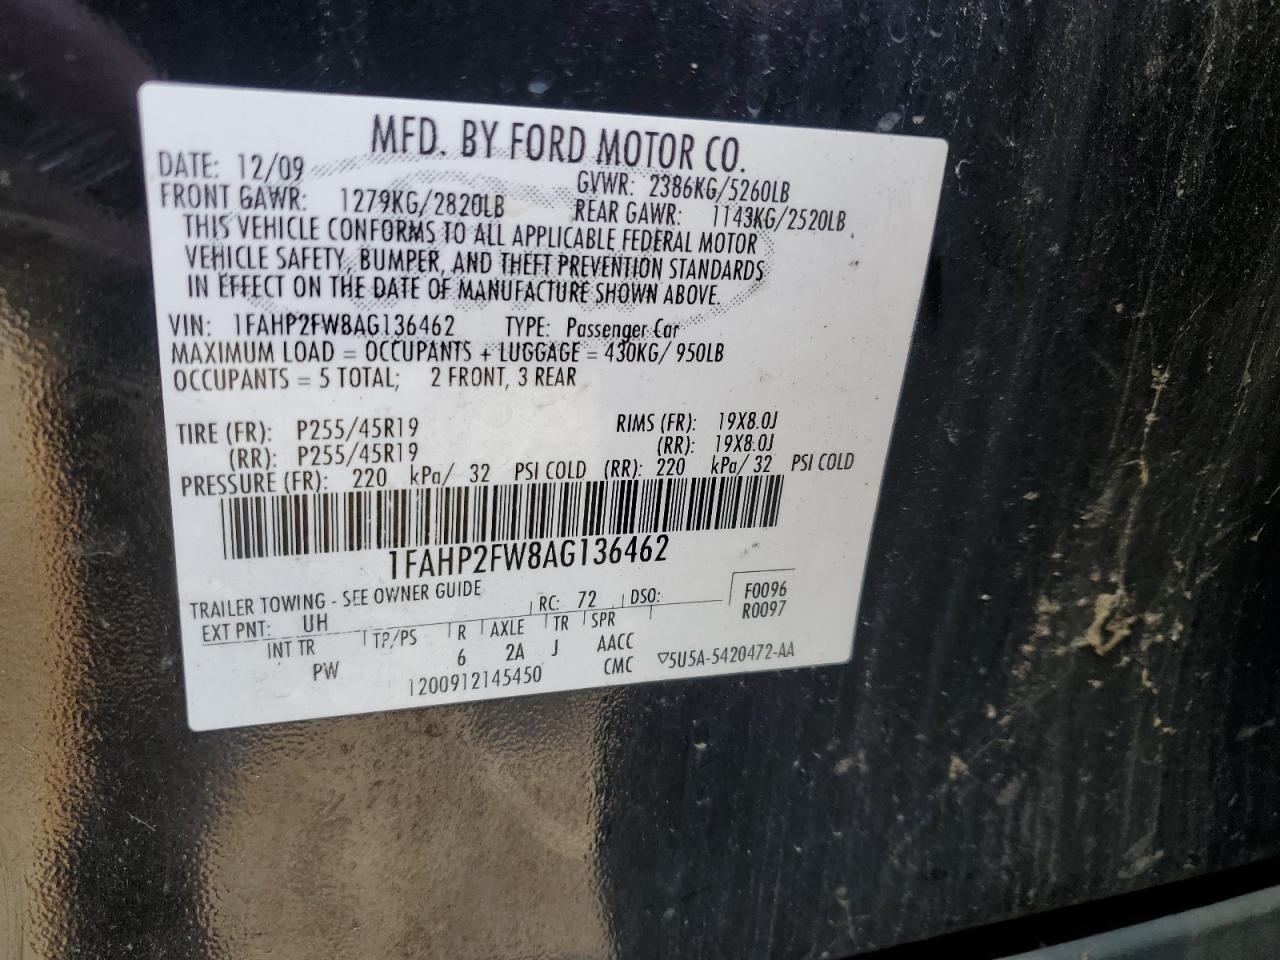 MFD. BY FORD MOTOR CO.
DATE: 12/09 GVWR: 2386KG/5260LB
FRONT GAWR: 1279KG/2820LB REAR GAWR: 1143KG/2520LB
THIS VEHICLE CONFORMS TO ALL APPLICABLE FEDERAL MOTOR
VEHICLE SAFETY, BUMPER, AND THEFT PREVENTION STANDARDS
IN EFFECT ON THE DATE OF MANUFACTURE SHOWN ABOVE.
VIN: 1FAHP2FW8AG136462 TYPE: Passenger Car
MAXIMUM LOAD = OCCUPANTS + LUGGAGE = 430KG/ 950LB
OCCUPANTS = 5 TOTAL; 2 FRONT, 3 REAR
TIRE (FR): P255/45R19 RIMS (FR): 19X8.0J
(RR): P255/45R19 (RR): 19X8.0J
PRESSURE (FR): 220 kPa/ 32 PSI COLD (RR): 220 kPa/ 32 PSI COLD
1FAHP2FW8AG136462
TRAILER TOWING - SEE OWNER GUIDE
EXT PNT: UH RC: 72 DSO: F0096
R0097
INT TR TP/PS R AXLE TR SPR
PW 6 2A J AACC
1200912145450 CMC 5U5A-5420472-AA